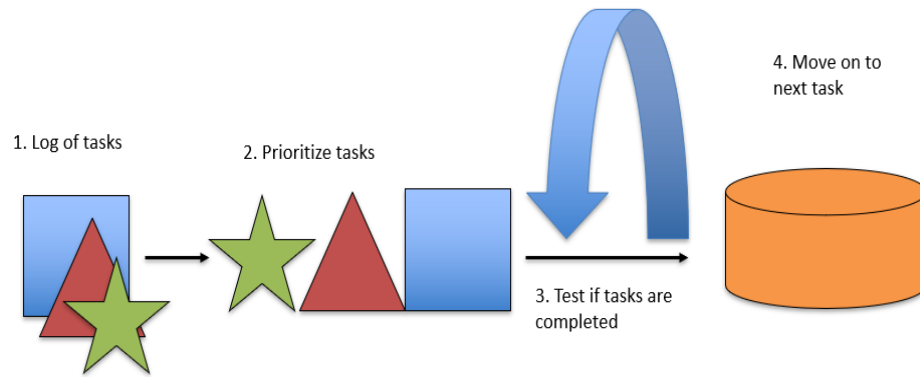 1. Log of tasks
2. Prioritize tasks
3. Test if tasks are
completed
4. Move on to
next task